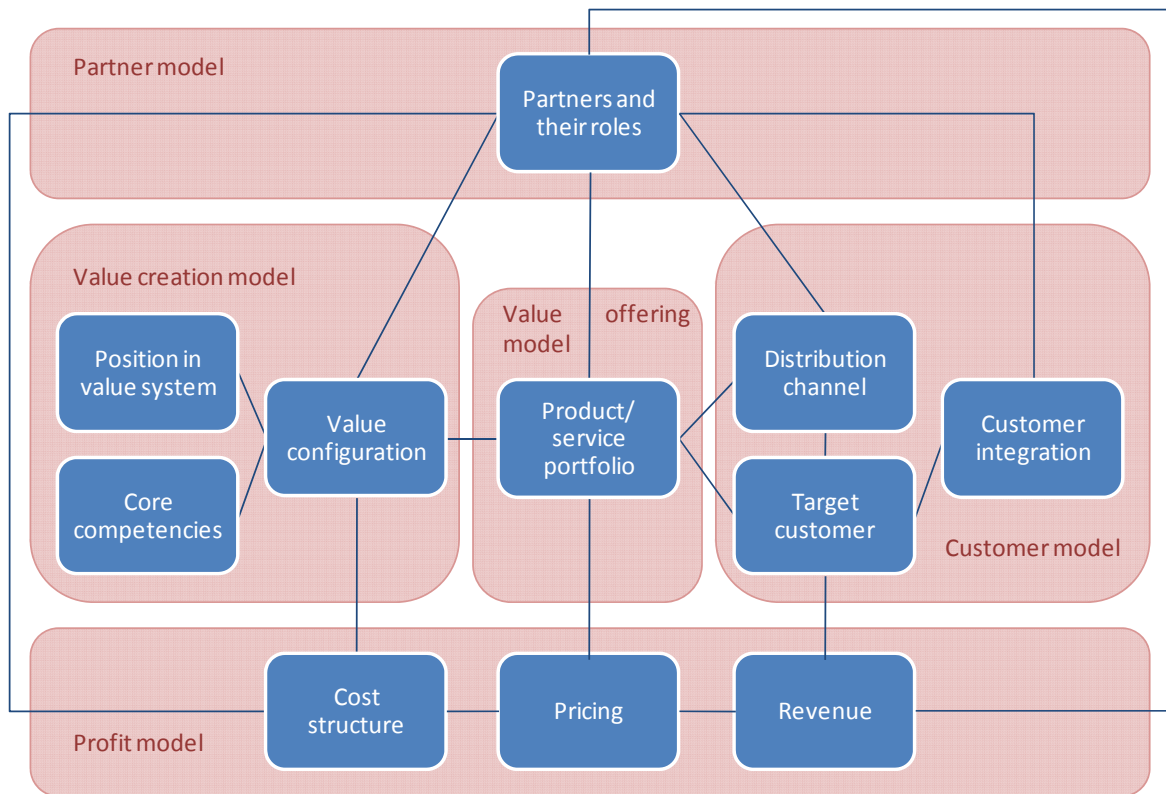 Partner model
Partners and
their roles
Value creation model
Position in
value system
Core
competencies
Value
configuration
Value offering
model
Product/
service
portfolio
Distribution
channel
Target
customer
Customer
integration
Customer model
Cost
structure
Pricing
Revenue
Profit model